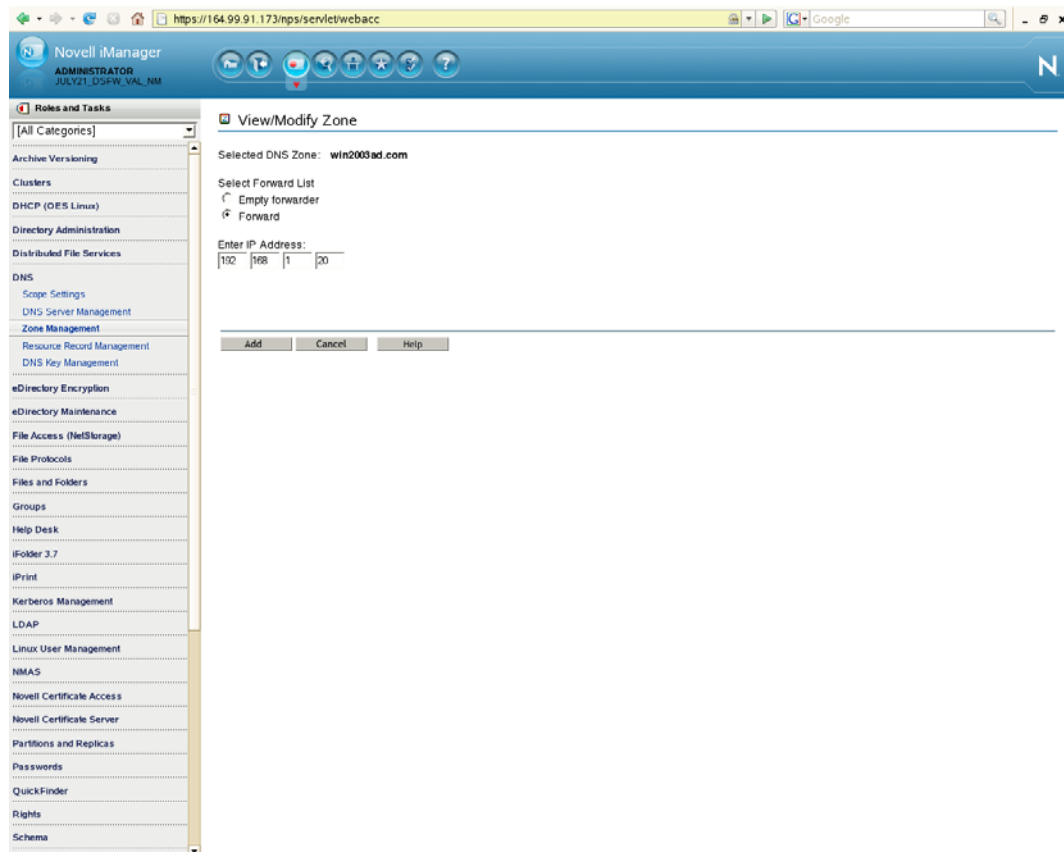 https://164.99.91.173/nps/servlet/webacc
Google
Novell iManager
ADMINISTRATOR
JULY21_DSFW_VAL_NM
N
Roles and Tasks
[All Categories]
Archive Versioning
Clusters
DHCP (OES Linux)
Directory Administration
Distributed File Services
DNS
Scope Settings
DNS Server Management
Zone Management
Resource Record Management
DNS Key Management
eDirectory Encryption
eDirectory Maintenance
File Access (NetStorage)
File Protocols
Files and Folders
Groups
Help Desk
iFolder 3.7
iPrint
Kerberos Management
LDAP
Linux User Management
NMAS
Novell Certificate Access
Novell Certificate Server
Partitions and Replicas
Passwords
QuickFinder
Rights
Schema
View/Modify Zone
Selected DNS Zone: win2003ad.com
Select Forward List
Empty forwarder
Forward
Enter IP Address:
192 168 1 20
Add Cancel Help